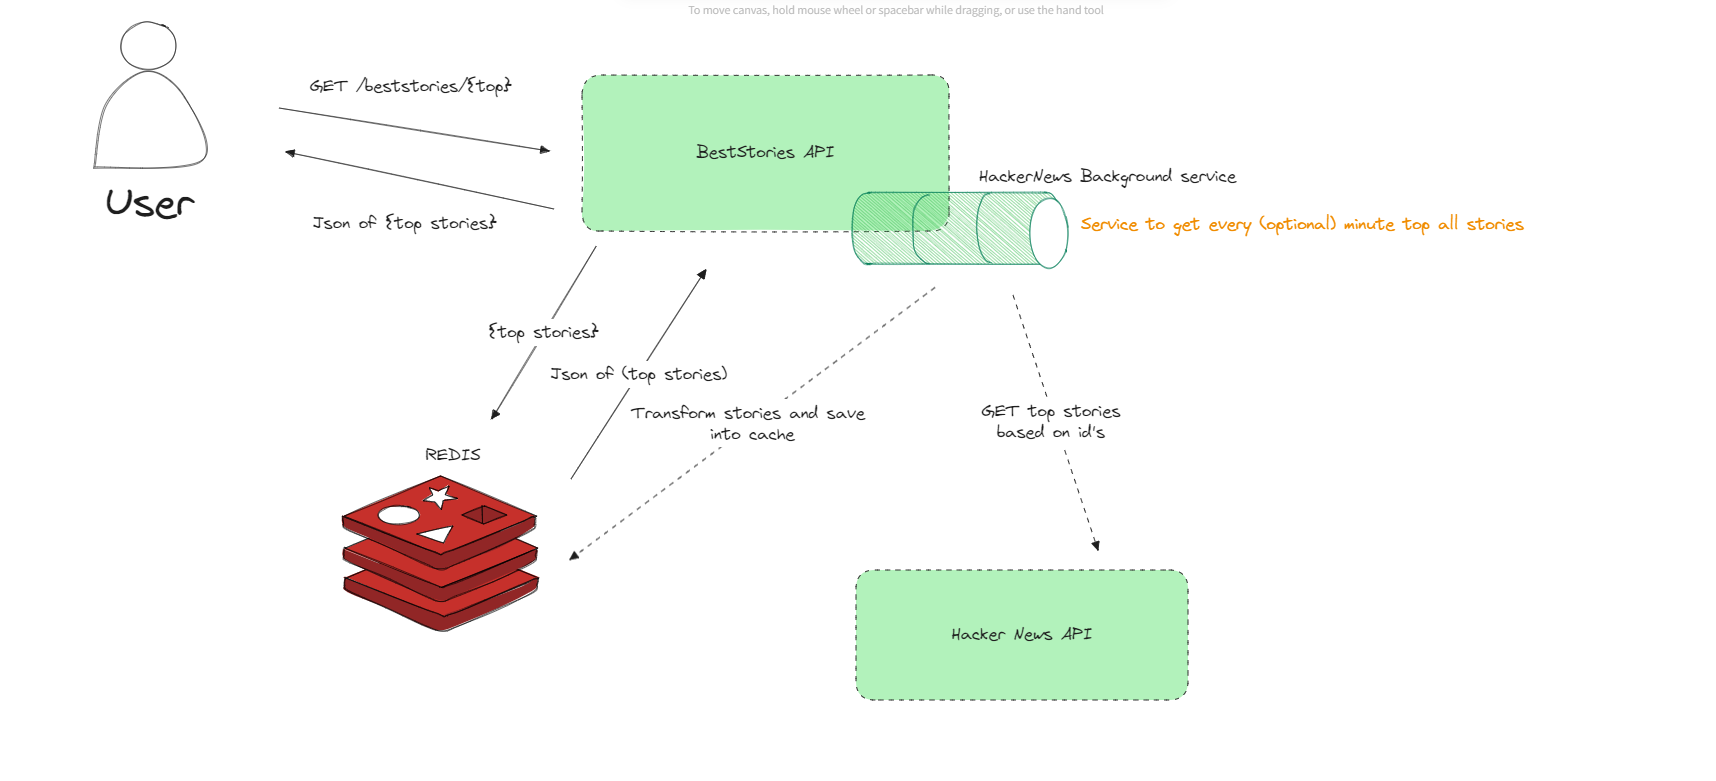 To move canvas, hold mouse wheel or spacebar while dragging, or use the hand tool
GET /beststories/{top}
BestStories API
HackerNews Background service
User
Json of {top stories}
Service to get every (optional) minute top all stories
{top stories}
Json of (top stories)
Transform stories and save
into cache
GET top stories
based on id's
REDIS
Hacker News API